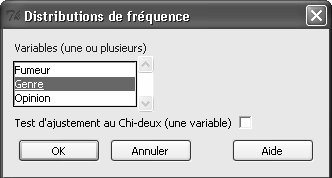 Distributions de fréquence
Variables (une ou plusieurs)
Fumeur
Genre
Opinion
Test d'ajustement au Chi-deux (une variable)
OK
Annuler
Aide